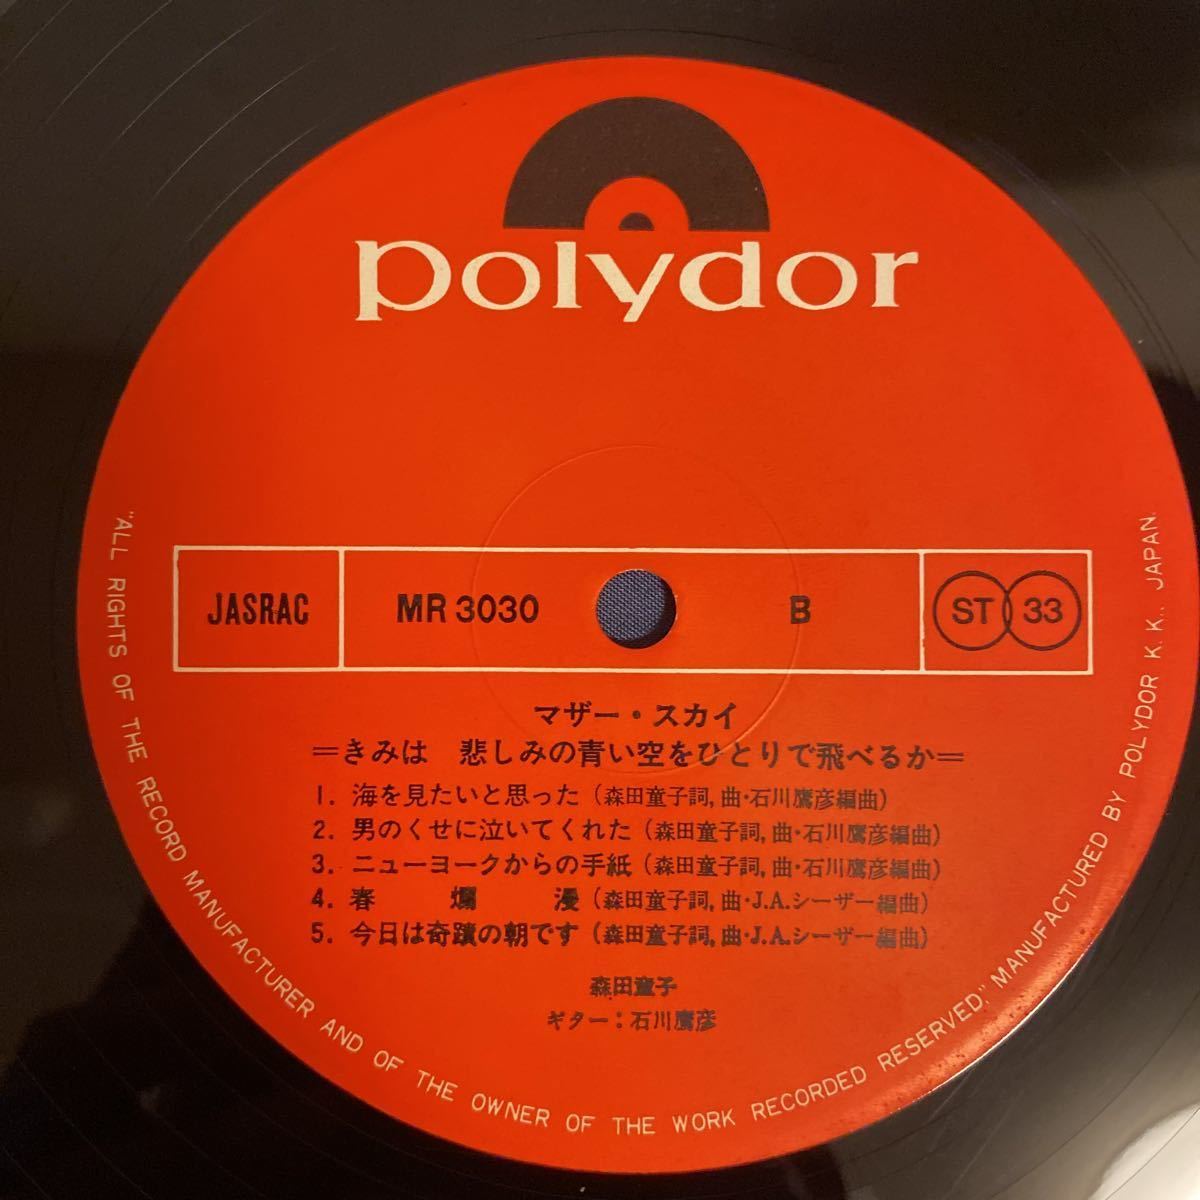 polydor
JASRAC MR 3030 B ST 33
マザー・スカイ
=きみは 悲しみの青い空をひとりで飛べるか=
1. 海を見たいと思った (森田童子詞, 曲・石川鷹彦編曲)
2. 男のくせに泣いてくれた (森田童子詞, 曲・石川鷹彦編曲)
3. ニューヨークからの手紙 (森田童子詞, 曲・石川鷹彦編曲)
4. 春 爛 漫 (森田童子詞, 曲・J.A.シーザー編曲)
5. 今日は奇蹟の朝です (森田童子詞, 曲・J.A.シーザー編曲)
森田童子
ギター：石川鷹彦
"ALL RIGHTS OF THE RECORD MANUFACTURER AND OF THE OWNER OF THE WORK RECORDED RESERVED," MANUFACTURED BY POLYDOR K. K., JAPAN.